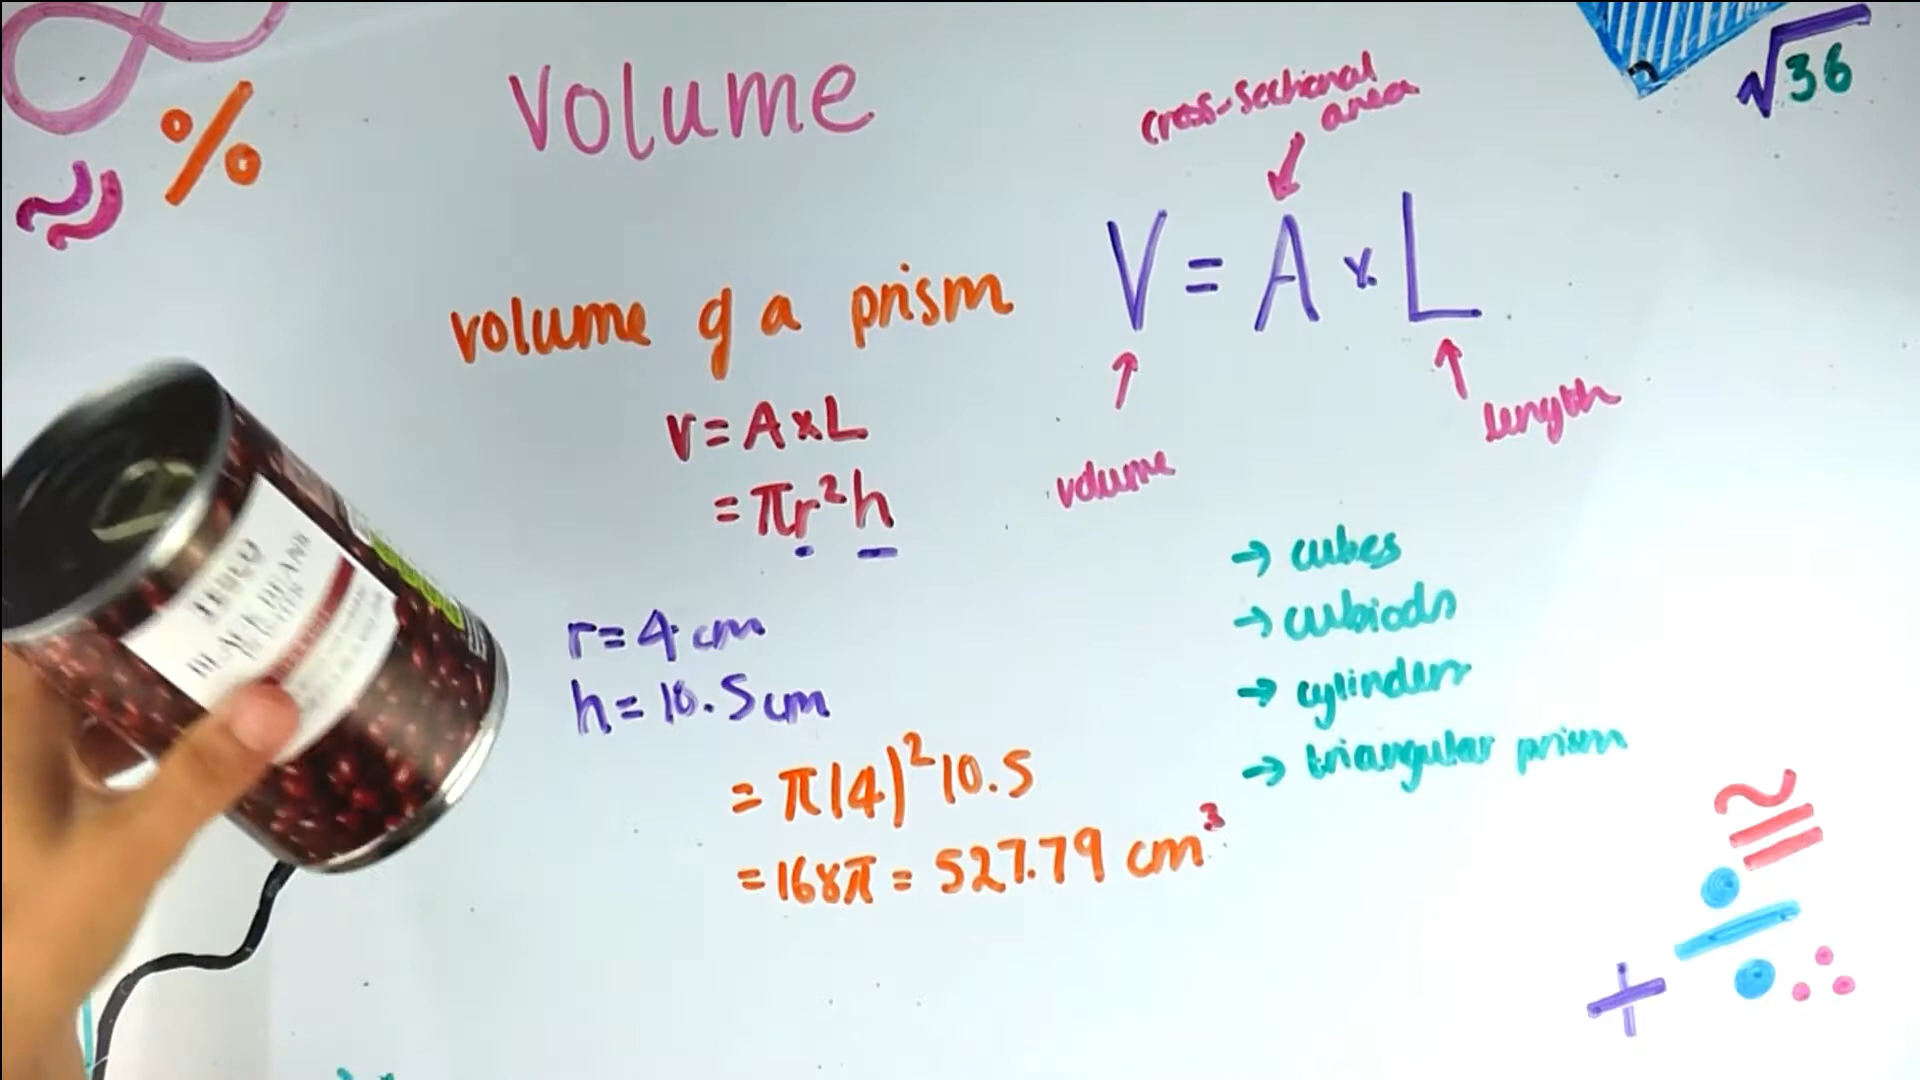 %
Volume
cross-sectional
area
√36
V = A x L
volume of a prism
volume
length
V = A x L
= πr²h
r = 4 cm
h = 10.5 cm
= π(4)² 10.5
= 168π = 527.79 cm³
→ cubes
→ cubiods
→ cylinders
→ triangular prism
≅
÷
+